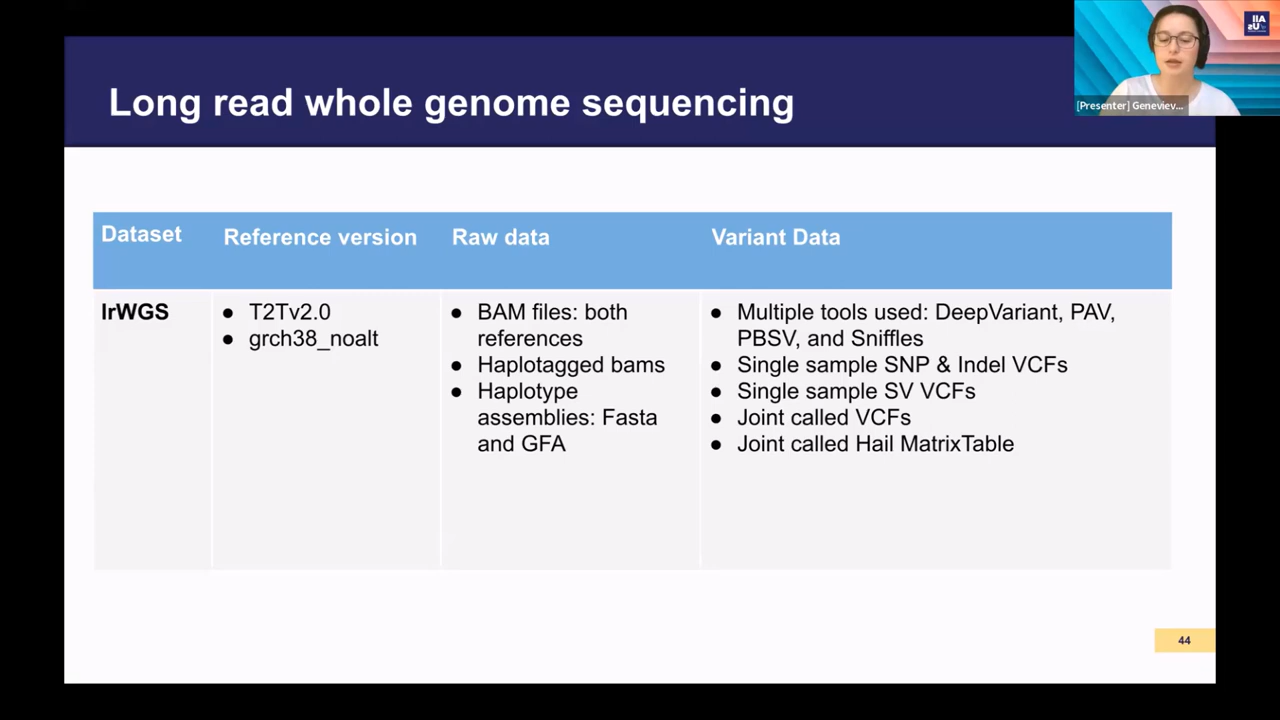 Long read whole genome sequencing
[Presenter] Geneviev...
Dataset
Reference version
Raw data
Variant Data
lrWGS
● T2Tv2.0
● grch38_noalt
● BAM files: both
references
● Haplotagged bams
● Haplotype
assemblies: Fasta
and GFA
● Multiple tools used: DeepVariant, PAV,
PBSV, and Sniffles
● Single sample SNP & Indel VCFs
● Single sample SV VCFs
● Joint called VCFs
● Joint called Hail MatrixTable
44